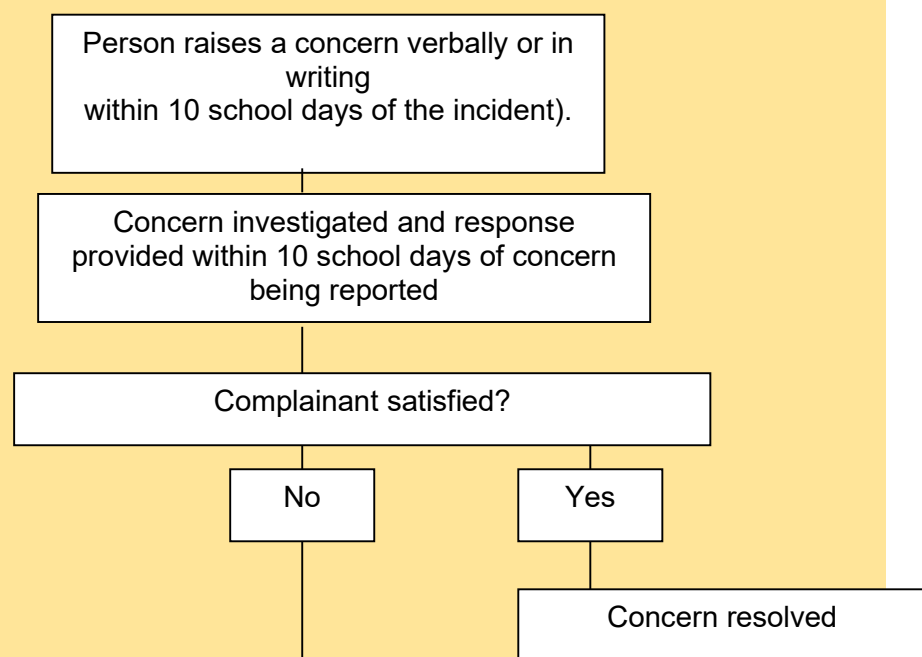 Person raises a concern verbally or in
writing
within 10 school days of the incident).
Concern investigated and response
provided within 10 school days of concern
being reported
Complainant satisfied?
No
Yes
Concern resolved